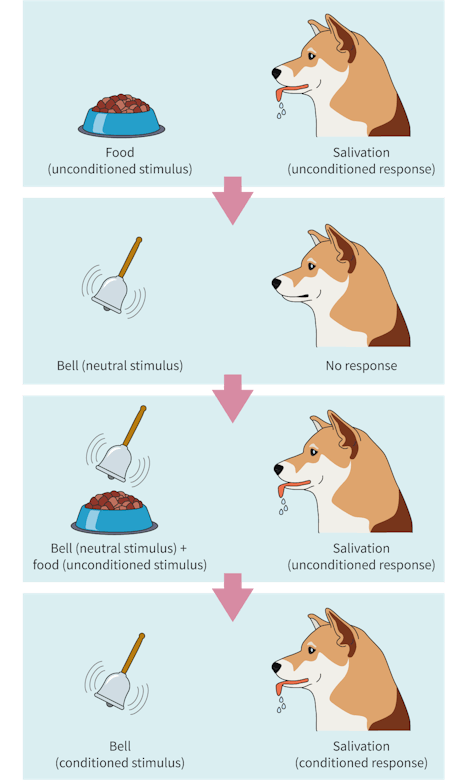 Food
(unconditioned stimulus)
Salivation
(unconditioned response)
Bell (neutral stimulus)
No response
Bell (neutral stimulus) +
food (unconditioned stimulus)
Salivation
(unconditioned response)
Bell
(conditioned stimulus)
Salivation
(conditioned response)